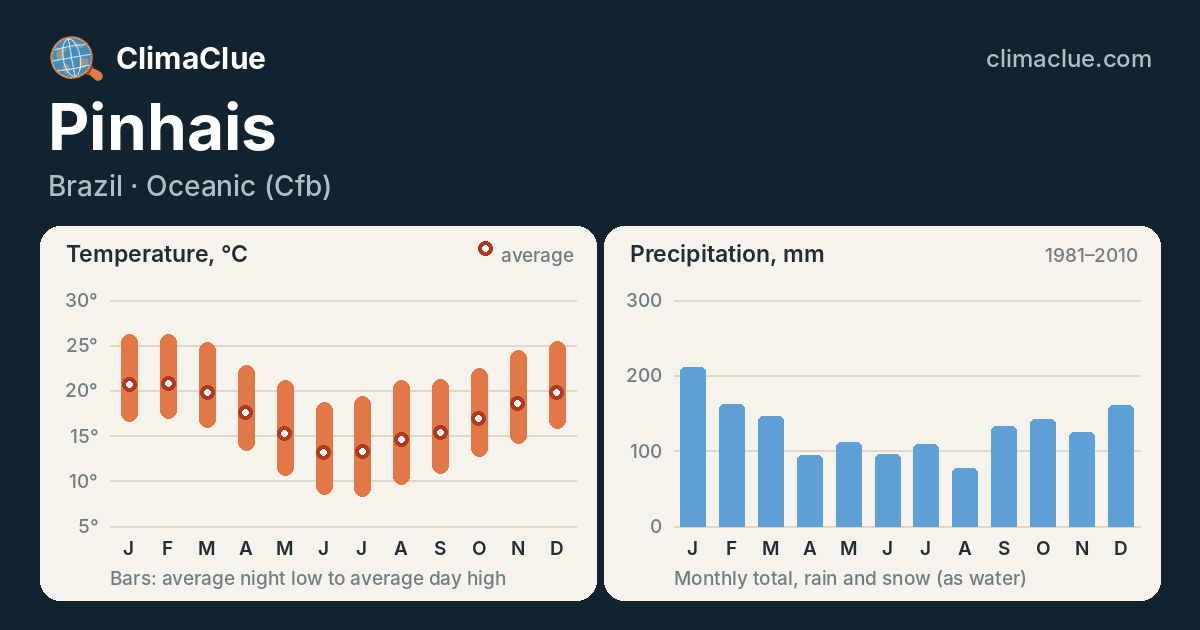 ClimaClue
climaclue.com
Pinhais
Brazil · Oceanic (Cfb)
Temperature, °C
average
30°
25°
20°
15°
10°
5°
J F M A M J J A S O N D
Bars: average night low to average day high
Precipitation, mm
1981–2010
300
200
100
0
J F M A M J J A S O N D
Monthly total, rain and snow (as water)